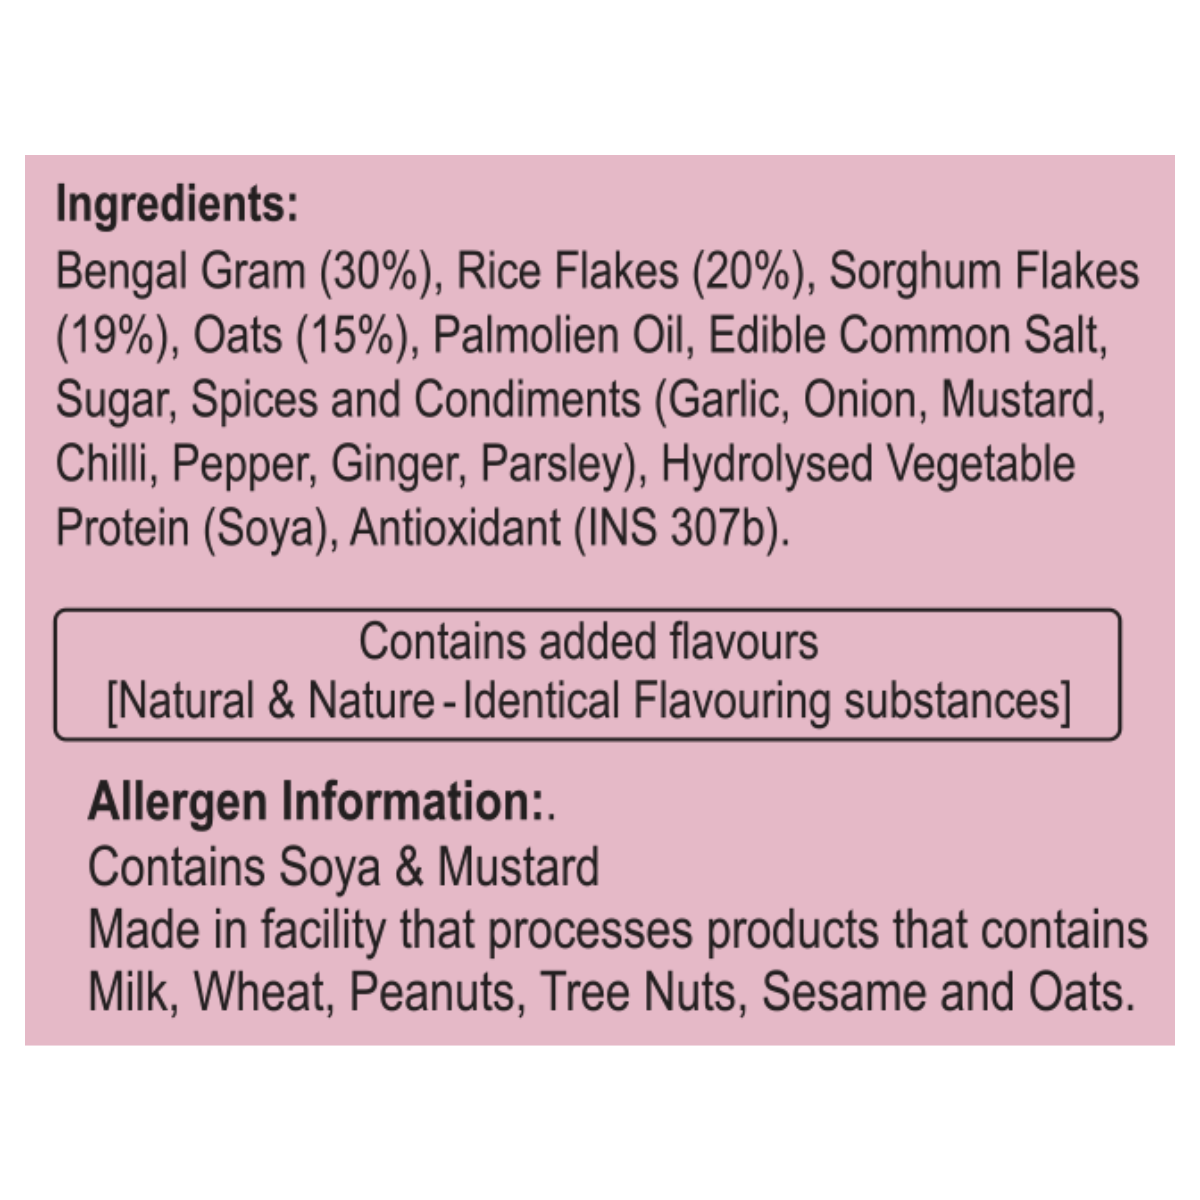 Ingredients:
Bengal Gram (30%), Rice Flakes (20%), Sorghum Flakes
(19%), Oats (15%), Palmolien Oil, Edible Common Salt,
Sugar, Spices and Condiments (Garlic, Onion, Mustard,
Chilli, Pepper, Ginger, Parsley), Hydrolysed Vegetable
Protein (Soya), Antioxidant (INS 307b).
Contains added flavours
[Natural & Nature-Identical Flavouring substances]
Allergen Information:.
Contains Soya & Mustard
Made in facility that processes products that contains
Milk, Wheat, Peanuts, Tree Nuts, Sesame and Oats.